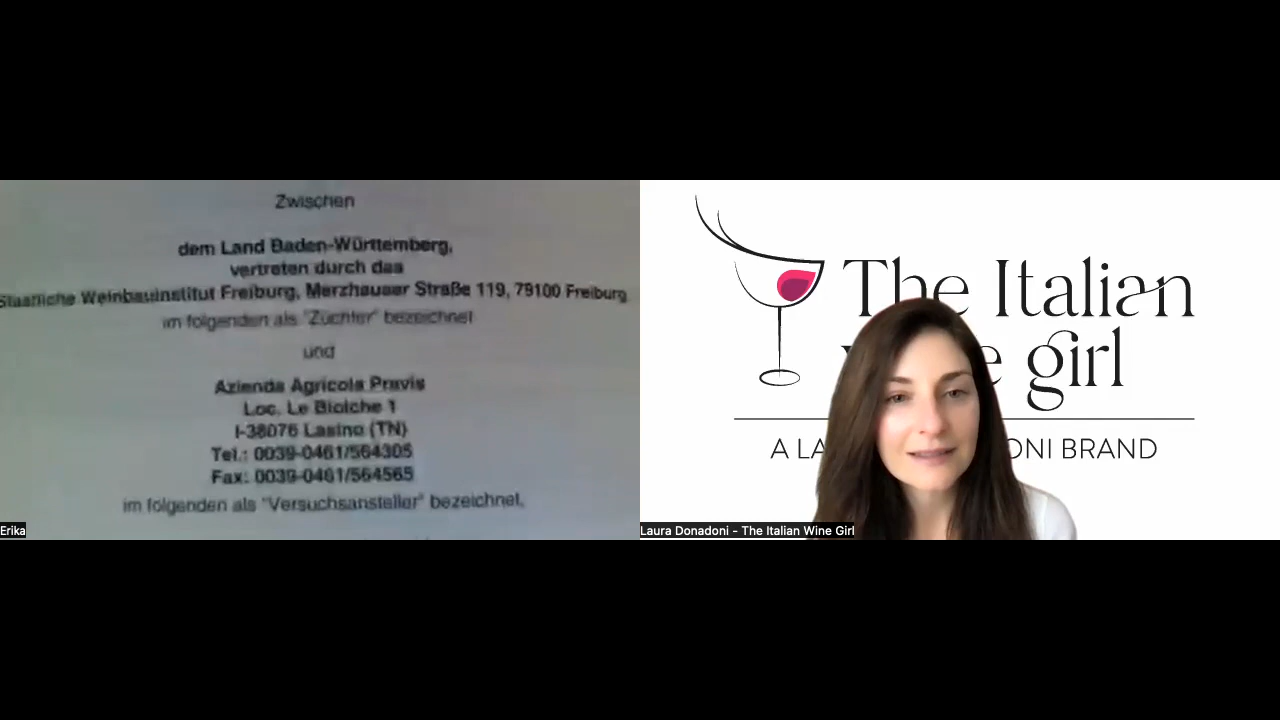 Zwischen
dem Land Baden-Württemberg,
vertreten durch das
Staatliche Weinbauinstitut Freiburg, Merzhauser Straße 119, 79100 Freiburg
im folgenden als "Züchter" bezeichnet
und
Azienda Agricola Pravis
Loc. Le Biolche 1
I-38076 Lasino (TN)
Tel.: 0039-0461/564305
Fax: 0039-0461/564565
im folgenden als "Versuchsansteller" bezeichnet,
Erika
The Italian
girl
A LA ONI BRAND
Laura Donadoni - The Italian Wine Girl